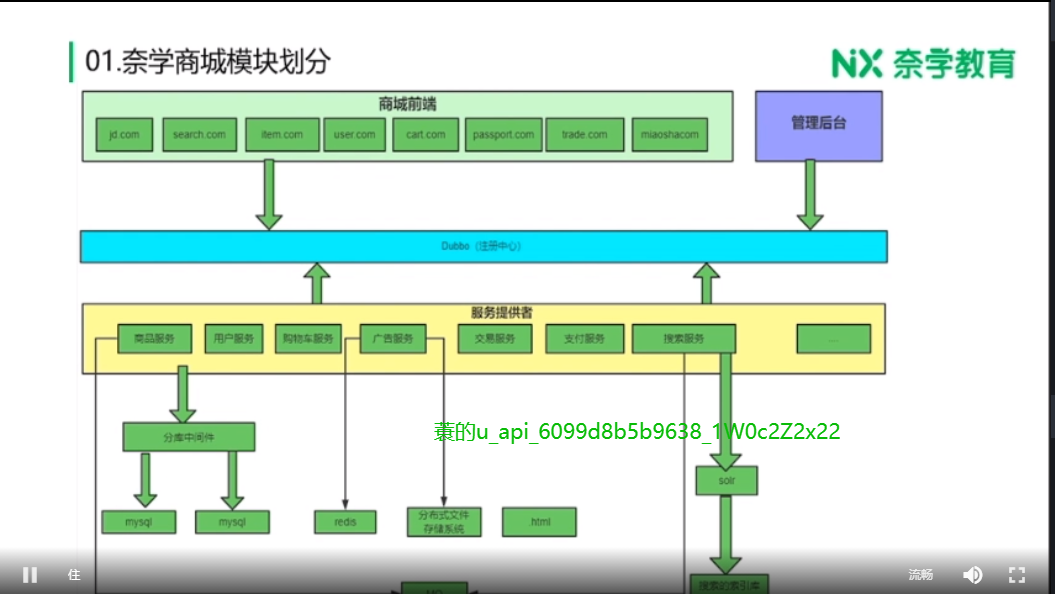 01.奈学商城模块划分
NiX 奈学教育
商城前端
jd.com
search.com
item.com
user.com
cart.com
passport.com
trade.com
miaoshacom
管理后台
Dubbo（注册中心）
服务提供者
商品服务
用户服务
购物车服务
广告服务
交易服务
支付服务
搜索服务
...
分库中间件
蓑的u_api_6099d8b5b9638_1W0c2Z2x22
solr
mysql
mysql
redis
分布式文件
存储系统
.html
搜索的索引库
住
流畅